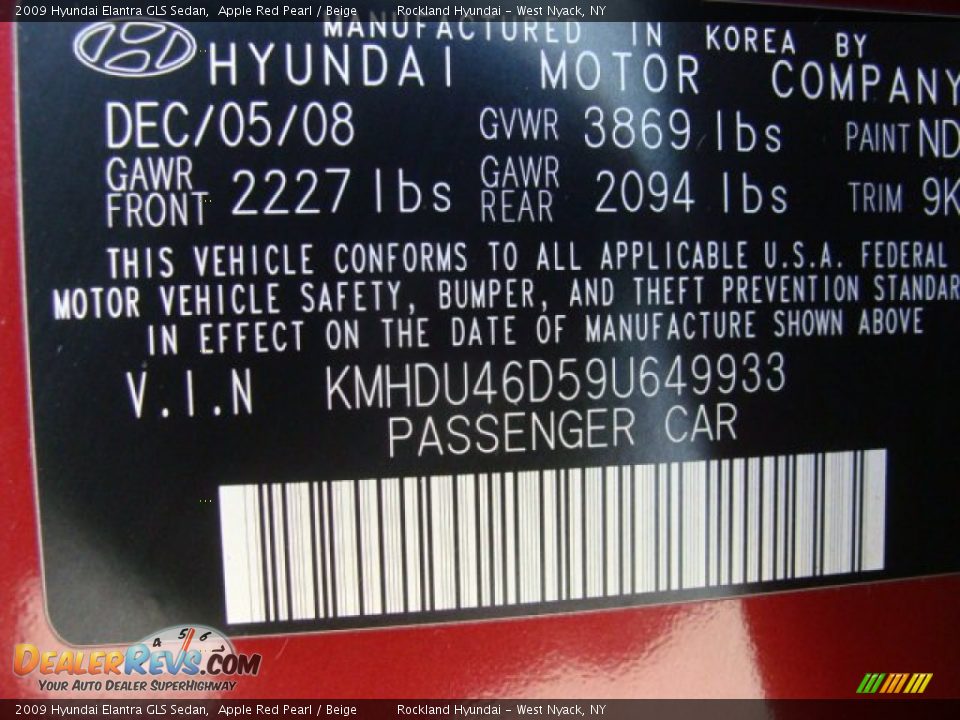 2009 Hyundai Elantra GLS Sedan, Apple Red Pearl / Beige Rockland Hyundai - West Nyack, NY
MANUFACTURED IN KOREA BY
HYUNDAI MOTOR COMPANY
DEC/05/08 GVWR 3869 lbs PAINT ND
GAWR FRONT 2227 lbs GAWR REAR 2094 lbs TRIM 9K
THIS VEHICLE CONFORMS TO ALL APPLICABLE U.S.A. FEDERAL
MOTOR VEHICLE SAFETY, BUMPER, AND THEFT PREVENTION STANDAR
IN EFFECT ON THE DATE OF MANUFACTURE SHOWN ABOVE
V.I.N KMHDU46D59U649933
PASSENGER CAR
4 5 6
DEALERREVS.COM
YOUR AUTO DEALER SUPERHIGHWAY
2009 Hyundai Elantra GLS Sedan, Apple Red Pearl / Beige Rockland Hyundai - West Nyack, NY